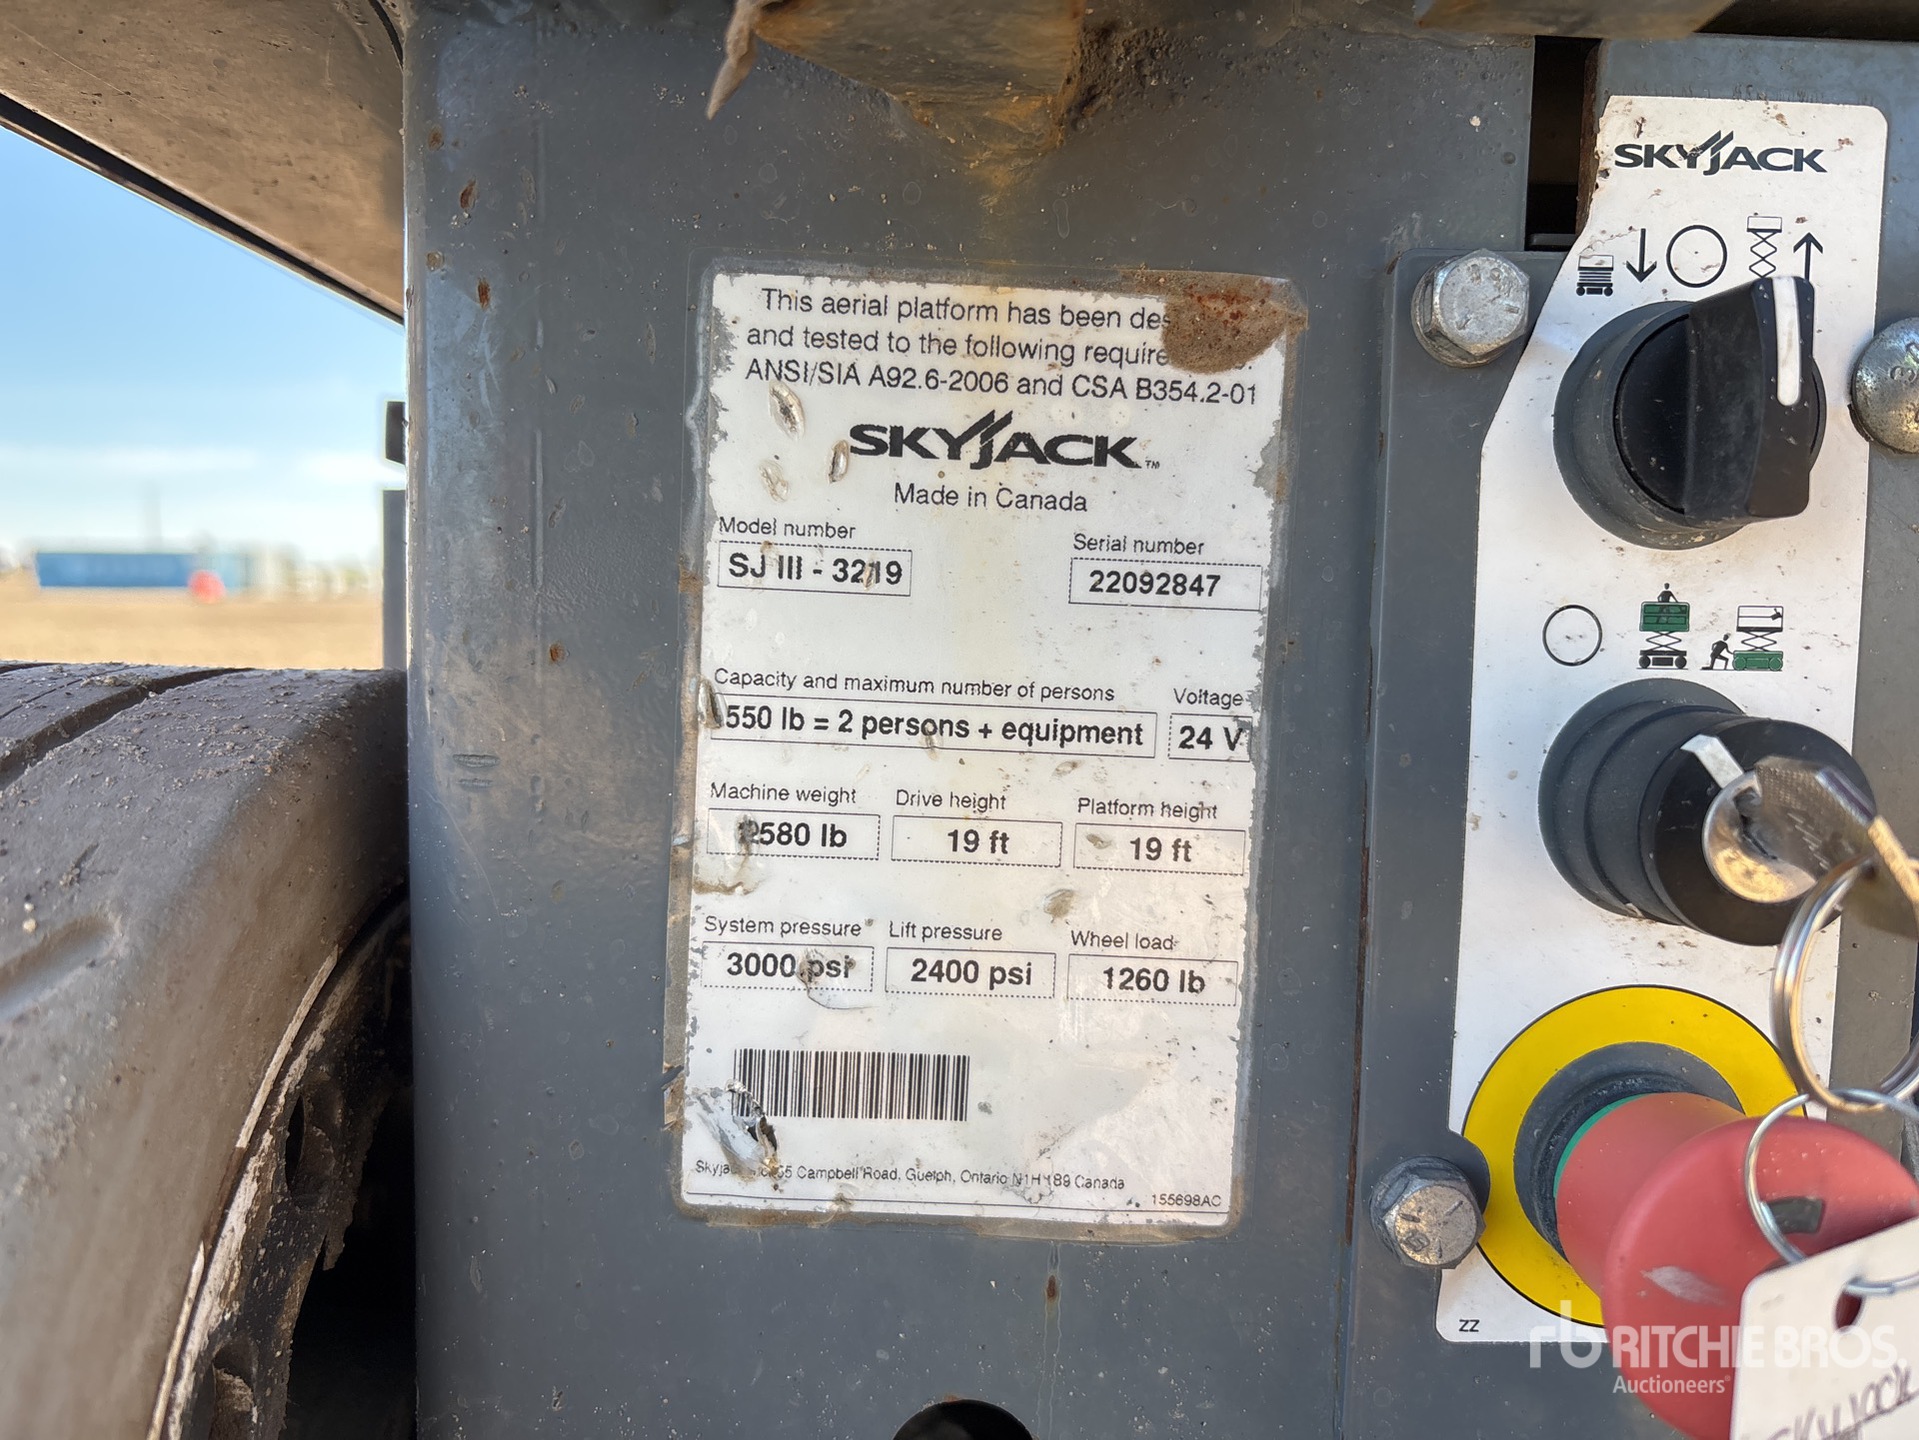 This aerial platform has been
and tested to the following
ANSI/SIA A92.6-2006 and CSA B354.2-01
SKYJACK TM
Made in Canada
Model number Serial number
SJ III - 3219 22092847
Capacity and maximum number of persons Voltage
550 lb = 2 persons + equipment 24 V
Machine weight Drive height Platform height
2580 lb 19 ft 19 ft
System pressure Lift pressure Wheel load
3000 psi 2400 psi 1260 lb
Campbell Road, Guelph, Ontario Canada
155698AC
SKYJACK
ZZ
rb RITCHIE BROS.
Auctioneers®
Skyjack